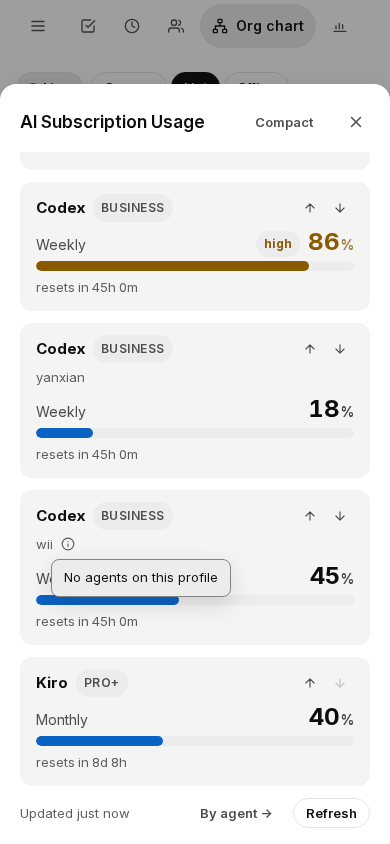 Org chart
AI Subscription Usage
Compact
Codex BUSINESS
Weekly high 86%
resets in 45h 0m
Codex BUSINESS
yanxian
Weekly 18%
resets in 45h 0m
Codex BUSINESS
wii
No agents on this profile
45%
resets in 45h 0m
Kiro PRO+
Monthly 40%
resets in 8d 8h
Updated just now By agent → Refresh